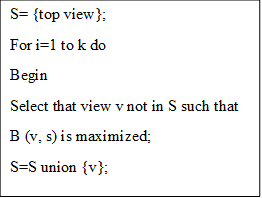 S= {top view};
For i=1 to k do
Begin
Select that view v not in S such that
B (v, s) is maximized;
S=S union {v};